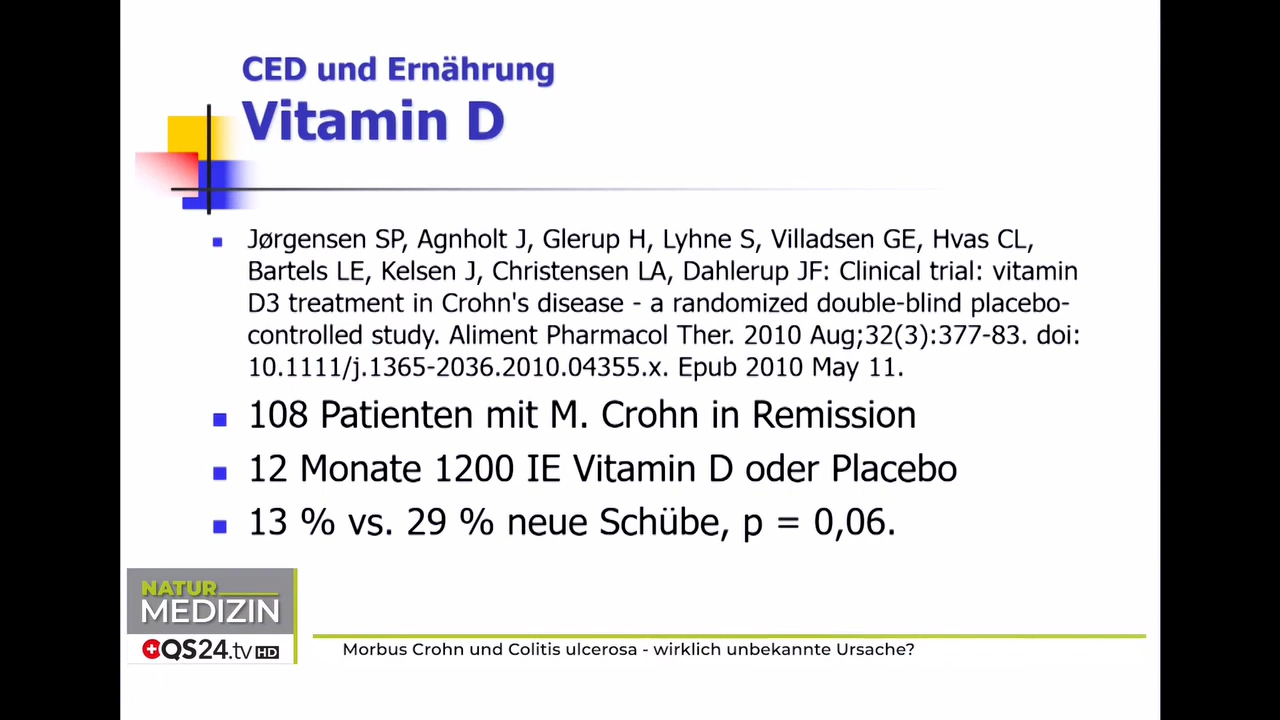 CED und Ernährung
Vitamin D
Jørgensen SP, Agnholt J, Glerup H, Lyhne S, Villadsen GE, Hvas CL,
Bartels LE, Kelsen J, Christensen LA, Dahlerup JF: Clinical trial: vitamin
D3 treatment in Crohn's disease - a randomized double-blind placebo-
controlled study. Aliment Pharmacol Ther. 2010 Aug;32(3):377-83. doi:
10.1111/j.1365-2036.2010.04355.x. Epub 2010 May 11.
108 Patienten mit M. Crohn in Remission
12 Monate 1200 IE Vitamin D oder Placebo
13 % vs. 29 % neue Schübe, p = 0,06.
NATUR
MEDIZIN
QS24.tv HD
Morbus Crohn und Colitis ulcerosa - wirklich unbekannte Ursache?